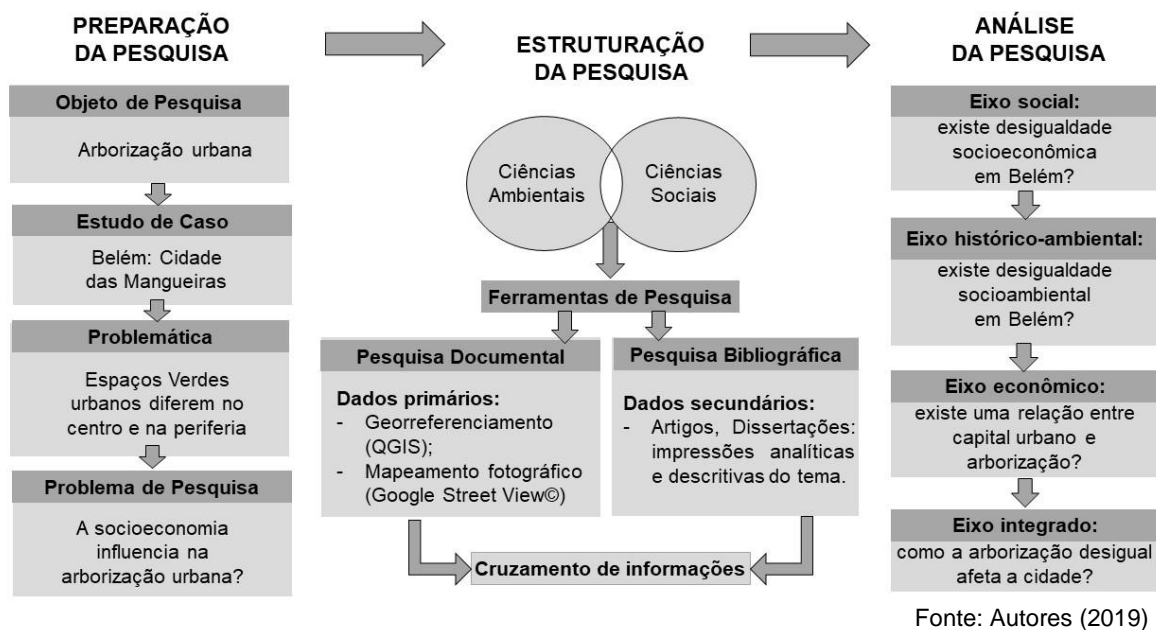 PREPARAÇÃO
DA PESQUISA
Objeto de Pesquisa
Arborização urbana
Estudo de Caso
Belém: Cidade
das Mangueiras
Problemática
Espaços Verdes
urbanos diferem no
centro e na periferia
Problema de Pesquisa
A socioeconomia
influencia na
arborização urbana?
ESTRUTURAÇÃO
DA PESQUISA
Ciências
Ambientais
Ciências
Sociais
Ferramentas de Pesquisa
Pesquisa Documental
Dados primários:
- Georreferenciamento
(QGIS);
- Mapeamento fotográfico
(Google Street View©)
Pesquisa Bibliográfica
Dados secundários:
- Artigos, Dissertações:
impressões analíticas
e descritivas do tema.
Cruzamento de informações
ANÁLISE
DA PESQUISA
Eixo social:
existe desigualdade
socioeconômica
em Belém?
Eixo histórico-ambiental:
existe desigualdade
socioambiental
em Belém?
Eixo econômico:
existe uma relação entre
capital urbano e
arborização?
Eixo integrado:
como a arborização desigual
afeta a cidade?
Fonte: Autores (2019)